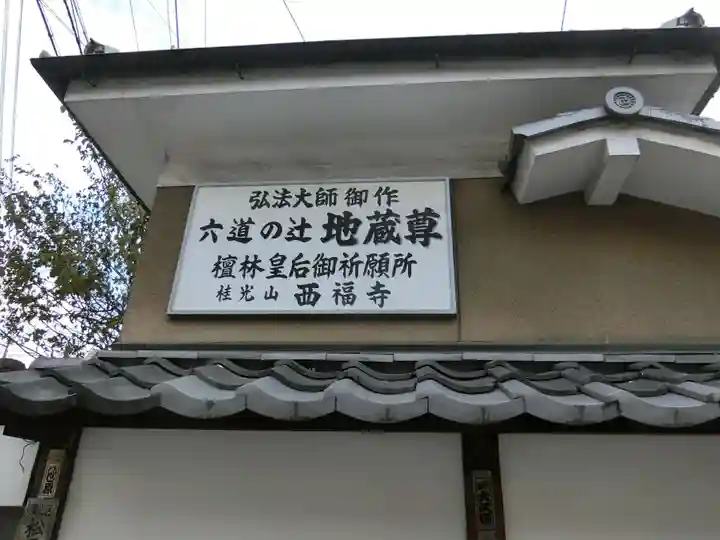 弘法大師御作
六道の辻 地蔵尊
檀林皇后御祈願所
桂光山 西福寺